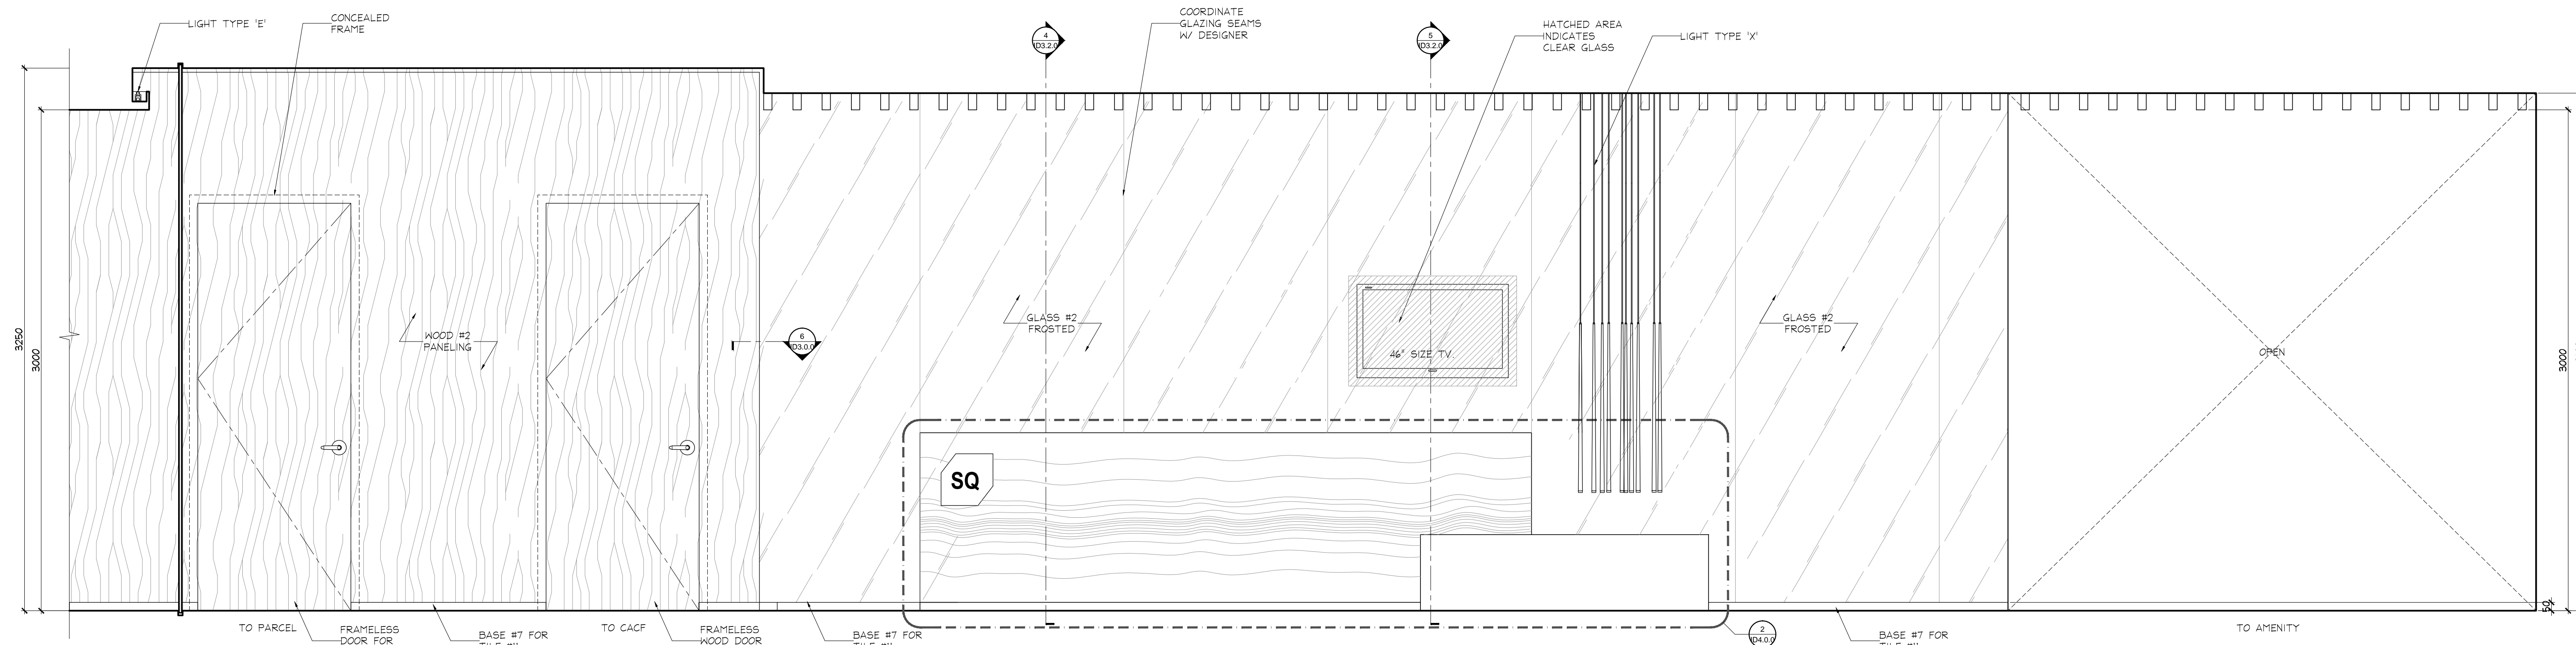 LIGHT TYPE 'E'
CONCEALED
FRAME
4
ID3.2.0
COORDINATE
GLAZING SEAMS
W/ DESIGNER
5
ID3.2.0
HATCHED AREA
INDICATES
CLEAR GLASS
LIGHT TYPE 'X'
3250
3000
WOOD #2
PANELING
6
ID3.0.0
GLASS #2
FROSTED
46" SIZE TV.
GLASS #2
FROSTED
OPEN
3000
SQ
50
TO PARCEL
FRAMELESS
DOOR FOR
BASE #7 FOR
TO CACF
FRAMELESS
WOOD DOOR
BASE #7 FOR
2
ID4.0.0
BASE #7 FOR
TO AMENITY